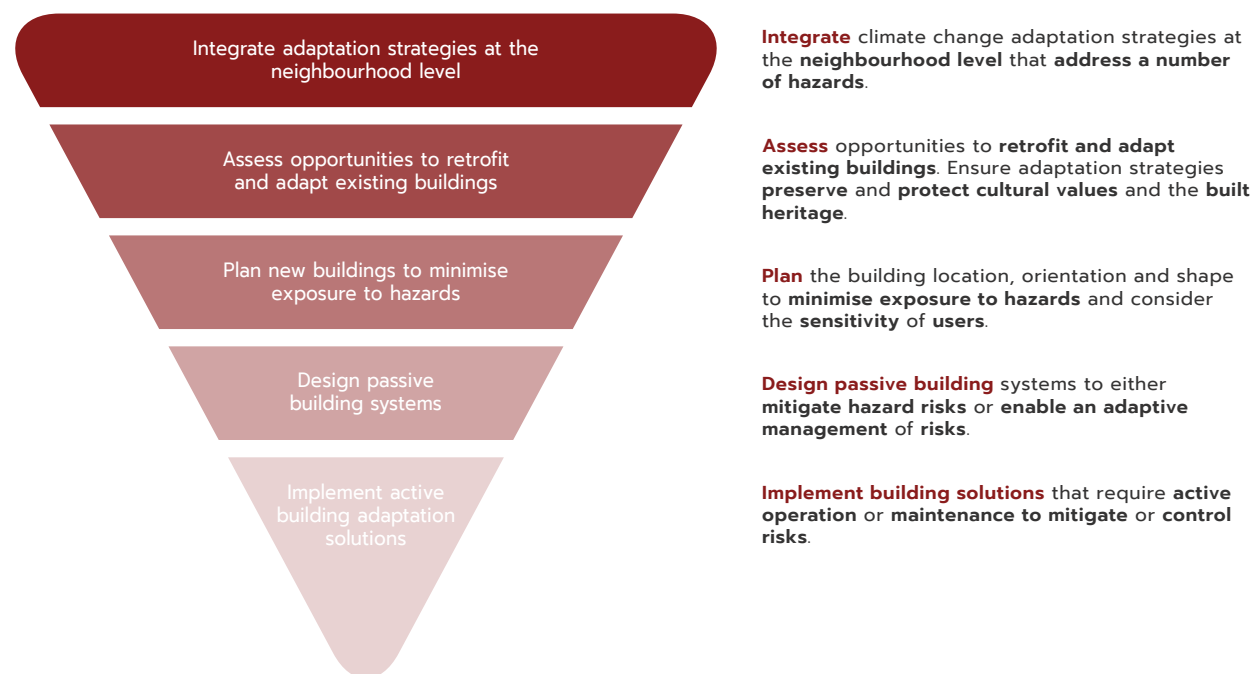 Integrate adaptation strategies at the
neighbourhood level
Integrate climate change adaptation strategies at
the neighbourhood level that address a number
of hazards.
Assess opportunities to retrofit
and adapt existing buildings
Assess opportunities to retrofit and adapt
existing buildings. Ensure adaptation strategies
preserve and protect cultural values and the built
heritage.
Plan new buildings to minimise
exposure to hazards
Plan the building location, orientation and shape
to minimise exposure to hazards and consider
the sensitivity of users.
Design passive
building systems
Design passive building systems to either
mitigate hazard risks or enable an adaptive
management of risks.
Implement active
building adaptation
solutions
Implement building solutions that require active
operation or maintenance to mitigate or control
risks.